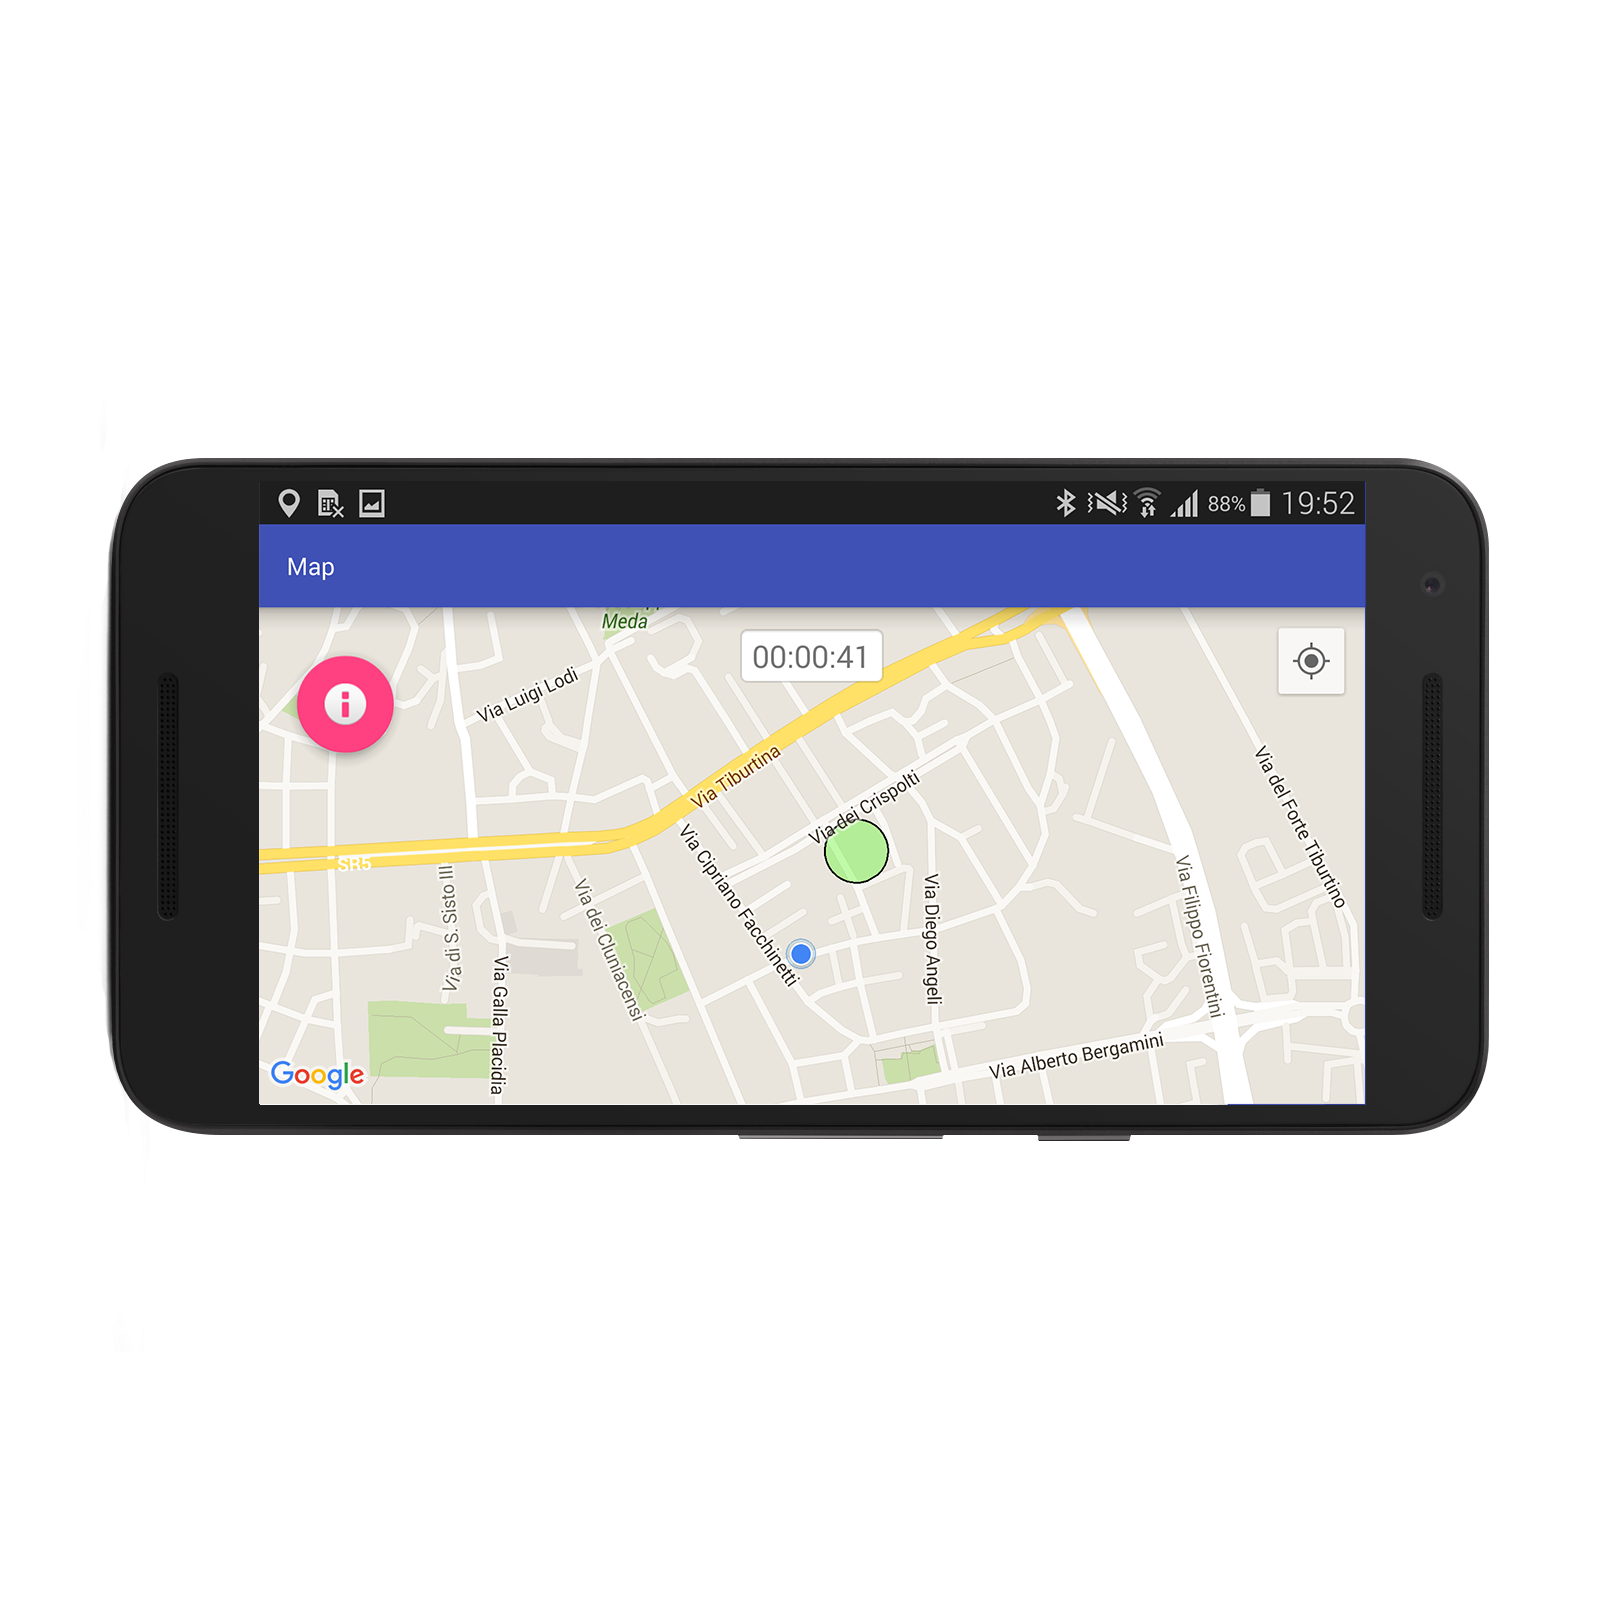 88% 19:52
Map
Meda
00:00:41
Via Luigi Lodi
Via Tiburtina
Via dei Crispolti
Via del Forte Tiburtino
SR5
Via Cipriano Facchinetti
Via di S. Sisto III
Via dei Cluniacensi
Via Diego Angeli
Via Filippo Fiorentini
Via Galla Placidia
Via Alberto Bergamini
Google